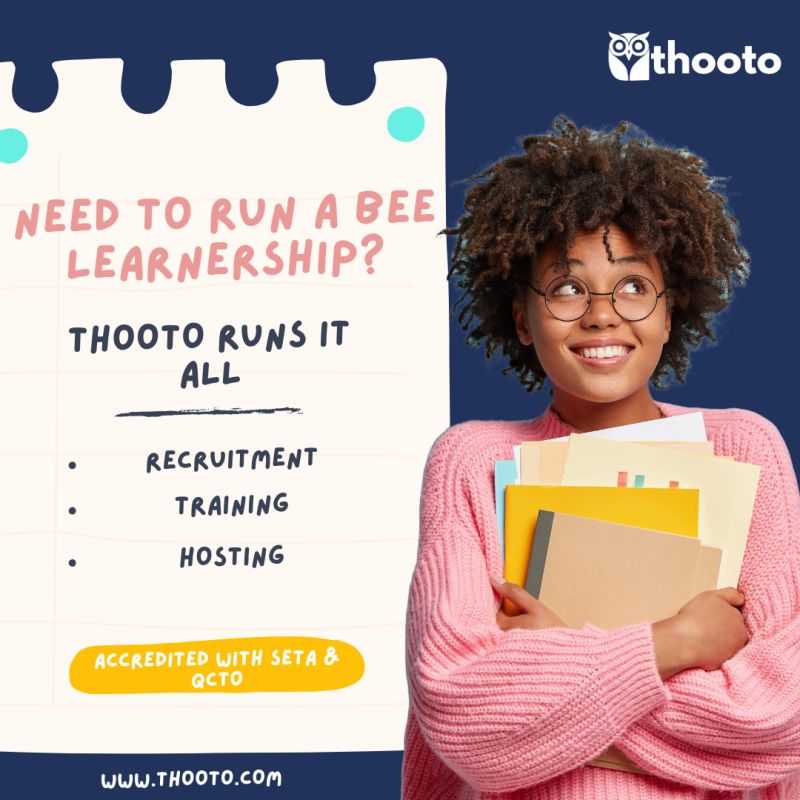 thooto
NEED TO RUN A BEE
LEARNERSHIP?
THOOTO RUNS IT
ALL
• RECRUITMENT
• TRAINING
• HOSTING
ACCREDITED WITH SETA &
QCTO
WWW.THOOTO.COM